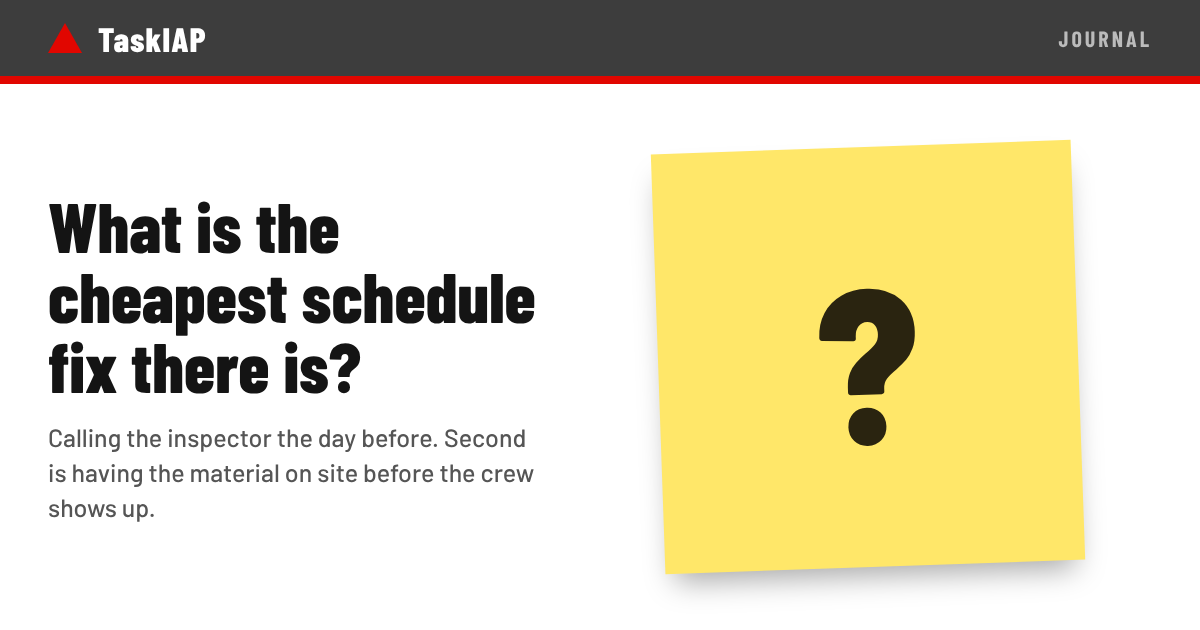 TaskIAP
JOURNAL
What is the
cheapest schedule
fix there is?
Calling the inspector the day before. Second
is having the material on site before the crew
shows up.
?